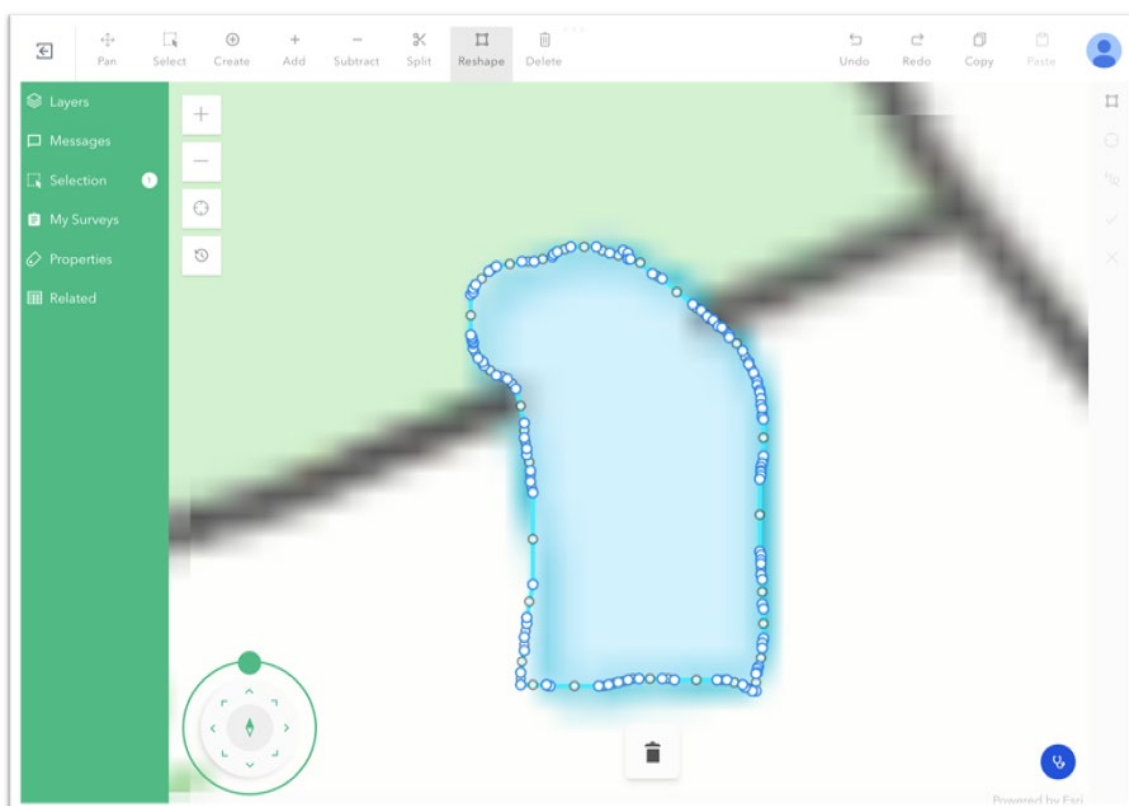 Pan Select Create Add Subtract Split Reshape Delete Undo Redo Copy Paste
Layers
Messages
Selection 1
My Surveys
Properties
Related
Powered by Esri